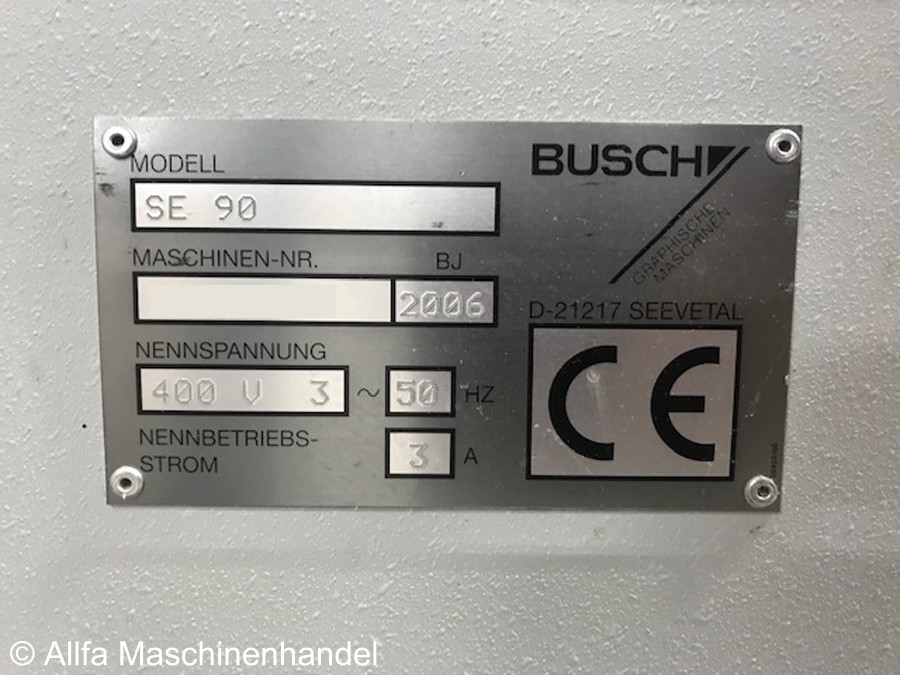 MODELL
SE 90
MASCHINEN-NR. BJ
2006
NENNSPANNUNG
400 V 3 ~ 50 HZ
NENNBETRIEBS-
STROM 3 A
BUSCH
GRAPHISCHE
MASCHINEN
D-21217 SEEVETAL
CE
© Allfa Maschinenhandel